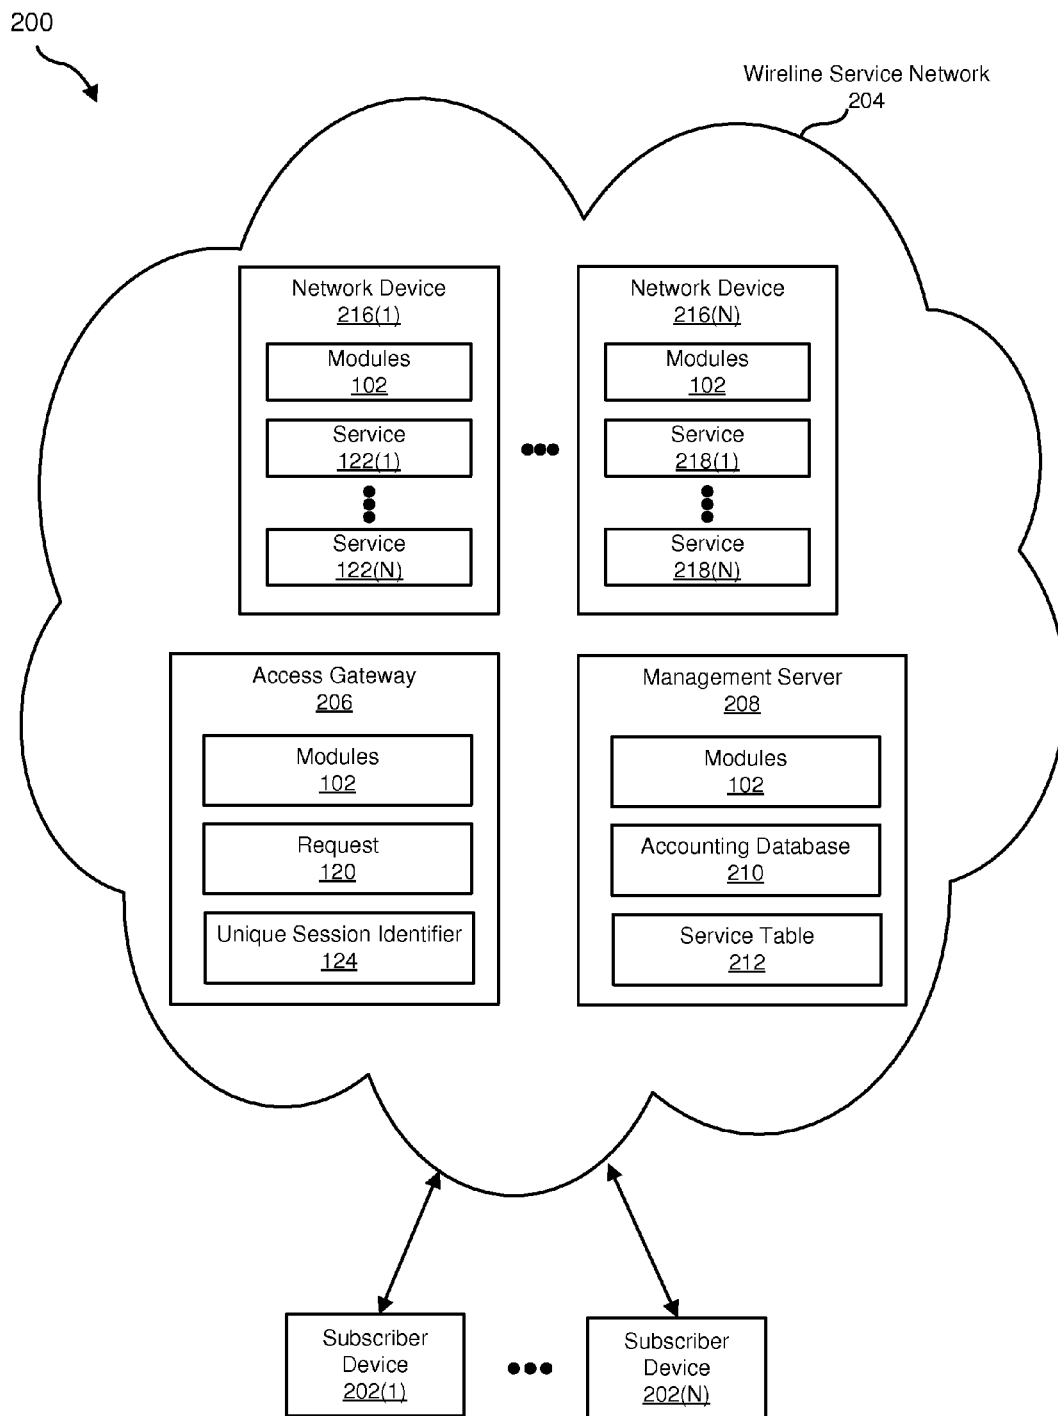 200
Wireline Service Network
204
Network Device
216(1)
Modules
102
Service
122(1)
Service
122(N)
Network Device
216(N)
Modules
102
Service
218(1)
Service
218(N)
Access Gateway
206
Modules
102
Request
120
Unique Session Identifier
124
Management Server
208
Modules
102
Accounting Database
210
Service Table
212
Subscriber
Device
202(1)
Subscriber
Device
202(N)